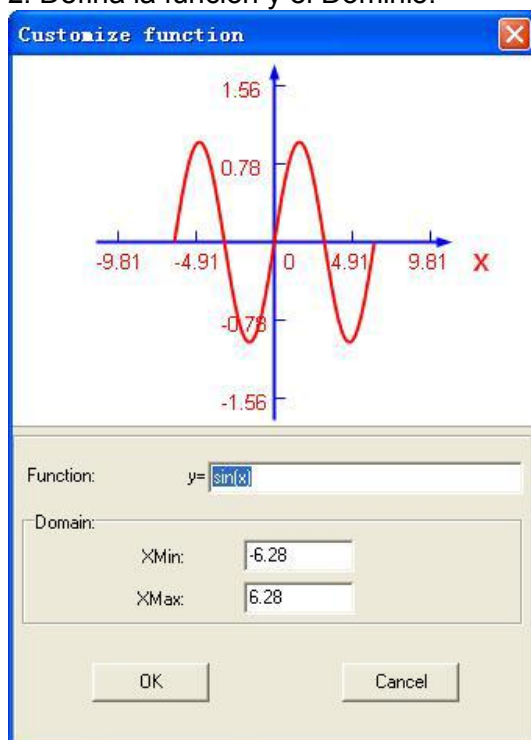 2. Defina la función y el Dominio.
Customize function
1.56
0.78
-9.81 -4.91 0 4.91 9.81 X
-0.78
-1.56
Function: y= sin(x)
Domain:
XMin: -6.28
XMax: 6.28
OK Cancel